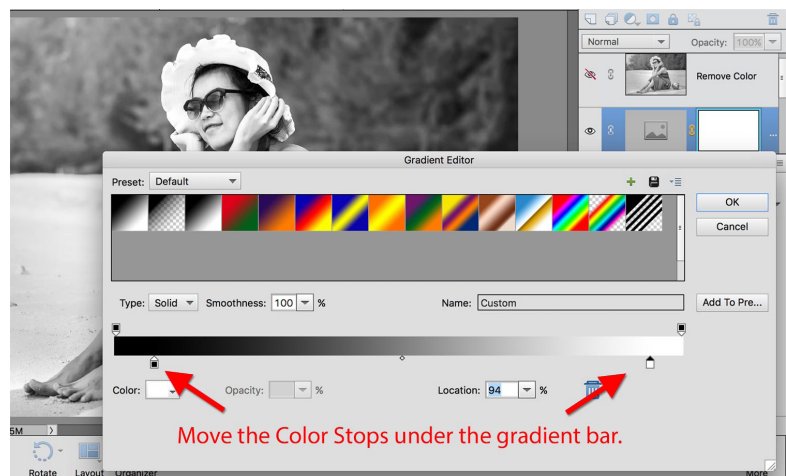 Normal
Opacity: 100%
Remove Color
Gradient Editor
Preset: Default
OK
Cancel
Type: Solid Smoothness: 100 %
Name: Custom
Add To Pre...
Color:
Opacity: %
Location: 94 %
Move the Color Stops under the gradient bar.
5M
Rotate Layout Organizer
More